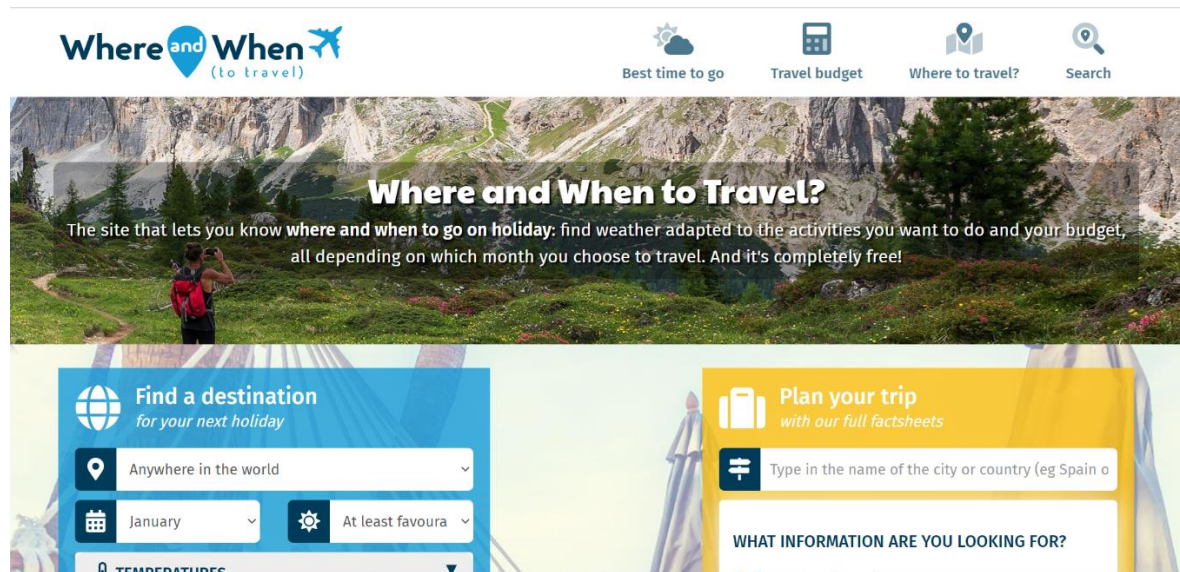 Where and When
(to travel)
Best time to go
Travel budget
Where to travel?
Search
Where and When to Travel?
The site that lets you know where and when to go on holiday: find weather adapted to the activities you want to do and your budget,
all depending on which month you choose to travel. And it's completely free!
Find a destination
for your next holiday
Anywhere in the world
January
At least favoura
TEMPERATURES
Plan your trip
with our full factsheets
Type in the name of the city or country (eg Spain o
WHAT INFORMATION ARE YOU LOOKING FOR?